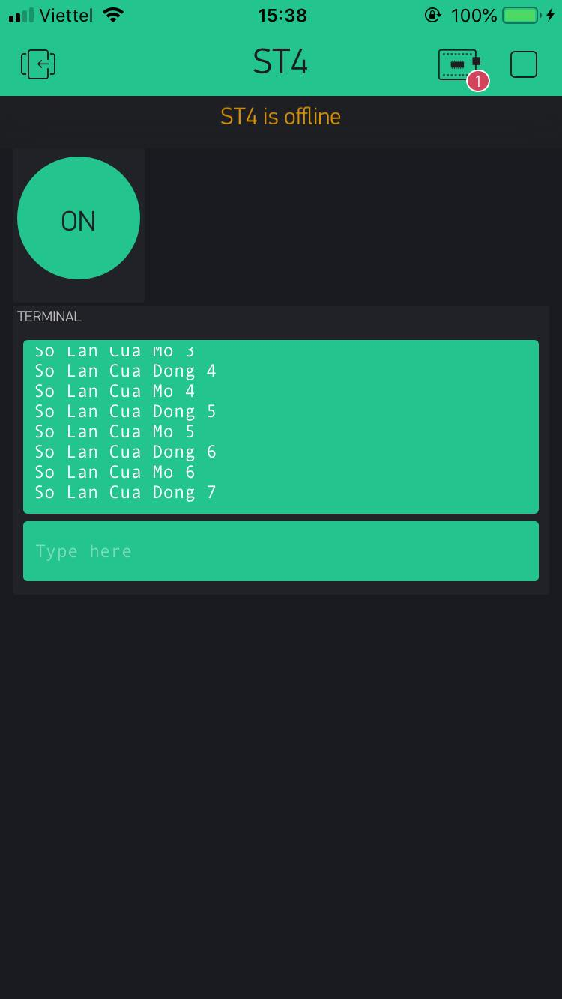 Viettel 15:38 100%
ST4
1
ST4 is offline
ON
TERMINAL
So Lan Cua Mo 3
So Lan Cua Dong 4
So Lan Cua Mo 4
So Lan Cua Dong 5
So Lan Cua Mo 5
So Lan Cua Dong 6
So Lan Cua Mo 6
So Lan Cua Dong 7
Type here